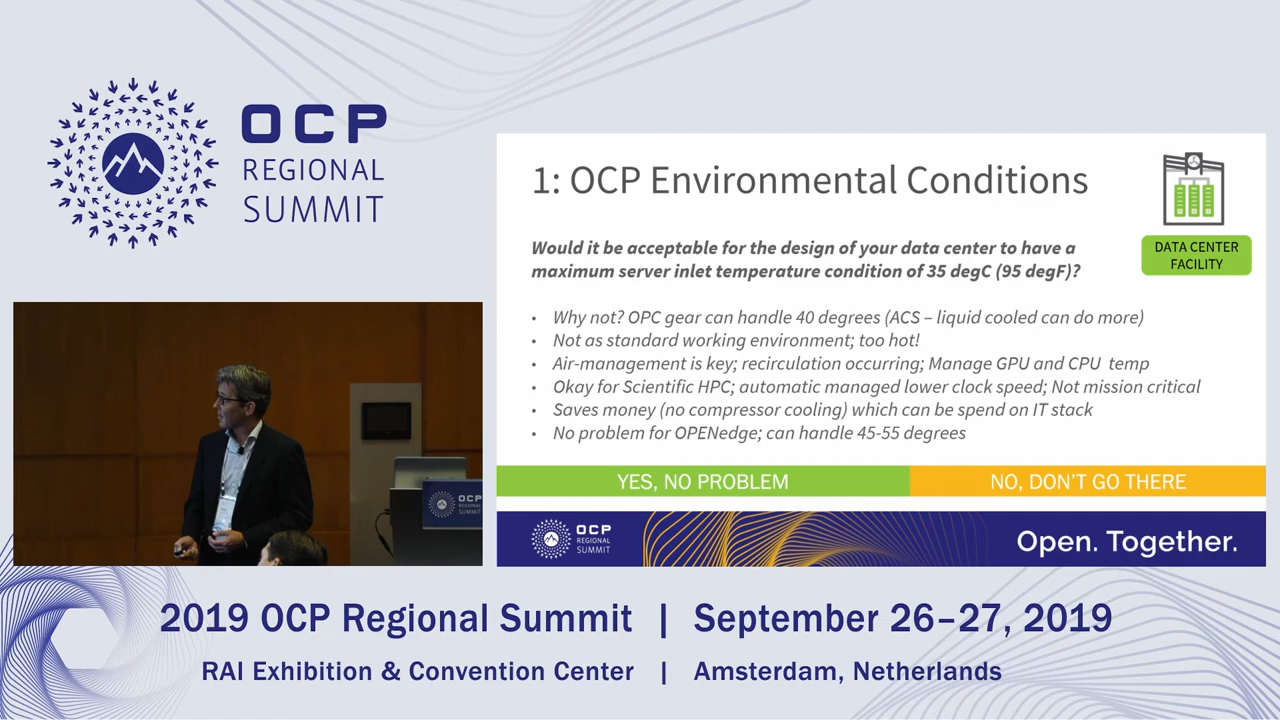 OCP
REGIONAL
SUMMIT
1: OCP Environmental Conditions
Would it be acceptable for the design of your data center to have a
maximum server inlet temperature condition of 35 degC (95 degF)?
DATA CENTER
FACILITY
• Why not? OPC gear can handle 40 degrees (ACS – liquid cooled can do more)
• Not as standard working environment; too hot!
• Air-management is key; recirculation occurring; Manage GPU and CPU temp
• Okay for Scientific HPC; automatic managed lower clock speed; Not mission critical
• Saves money (no compressor cooling) which can be spend on IT stack
• No problem for OPENedge; can handle 45-55 degrees
YES, NO PROBLEM
NO, DON'T GO THERE
OCP
REGIONAL
SUMMIT
Open. Together.
OCP
REGIONAL
SUMMIT
2019 OCP Regional Summit | September 26–27, 2019
RAI Exhibition & Convention Center | Amsterdam, Netherlands